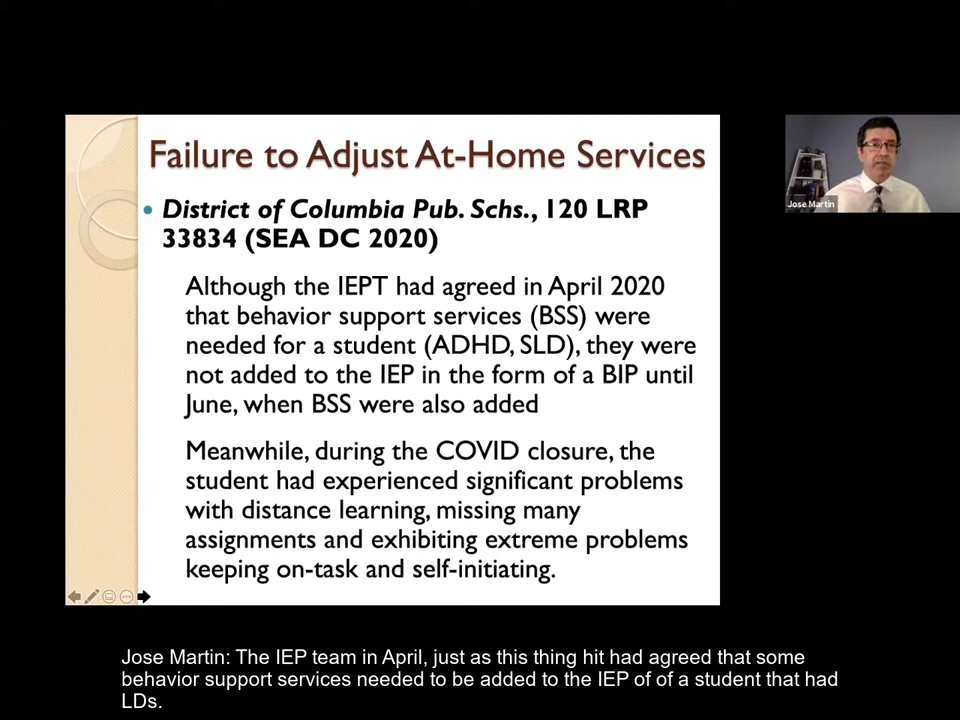 Failure to Adjust At-Home Services
• District of Columbia Pub. Schs., 120 LRP
33834 (SEA DC 2020)
Although the IEPT had agreed in April 2020
that behavior support services (BSS) were
needed for a student (ADHD, SLD), they were
not added to the IEP in the form of a BIP until
June, when BSS were also added
Meanwhile, during the COVID closure, the
student had experienced significant problems
with distance learning, missing many
assignments and exhibiting extreme problems
keeping on-task and self-initiating.
Jose Martin
Jose Martin: The IEP team in April, just as this thing hit had agreed that some
behavior support services needed to be added to the IEP of of a student that had
LDs.